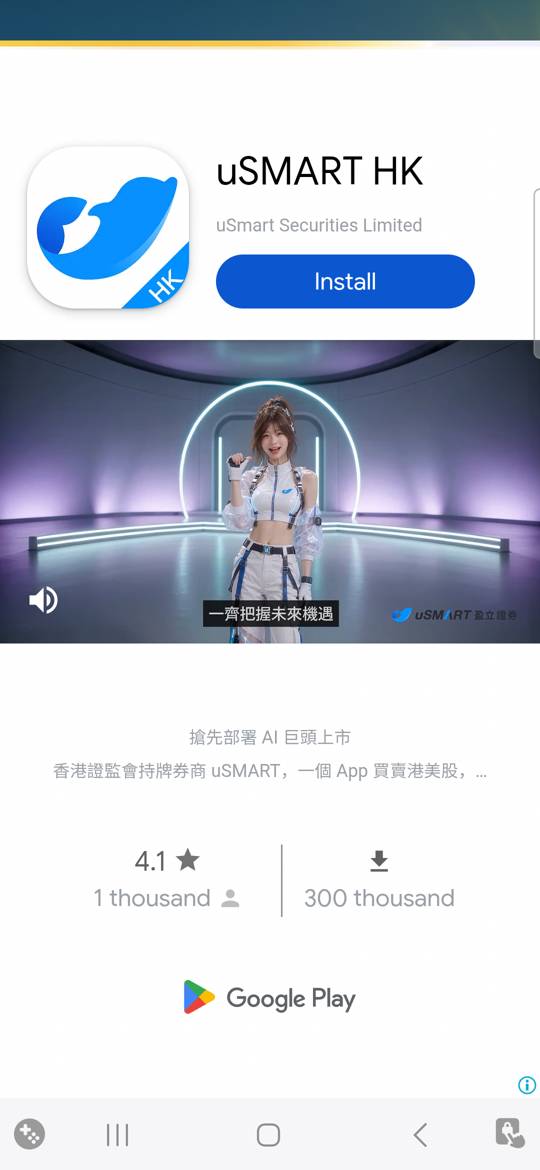 uSMART HK
uSmart Securities Limited
Install
HK
一齊把握未來機遇
uSMART 盈立證券
搶先部署 AI 巨頭上市
香港證監會持牌券商 uSMART，一個 App 買賣港美股，...
4.1
1 thousand
300 thousand
Google Play